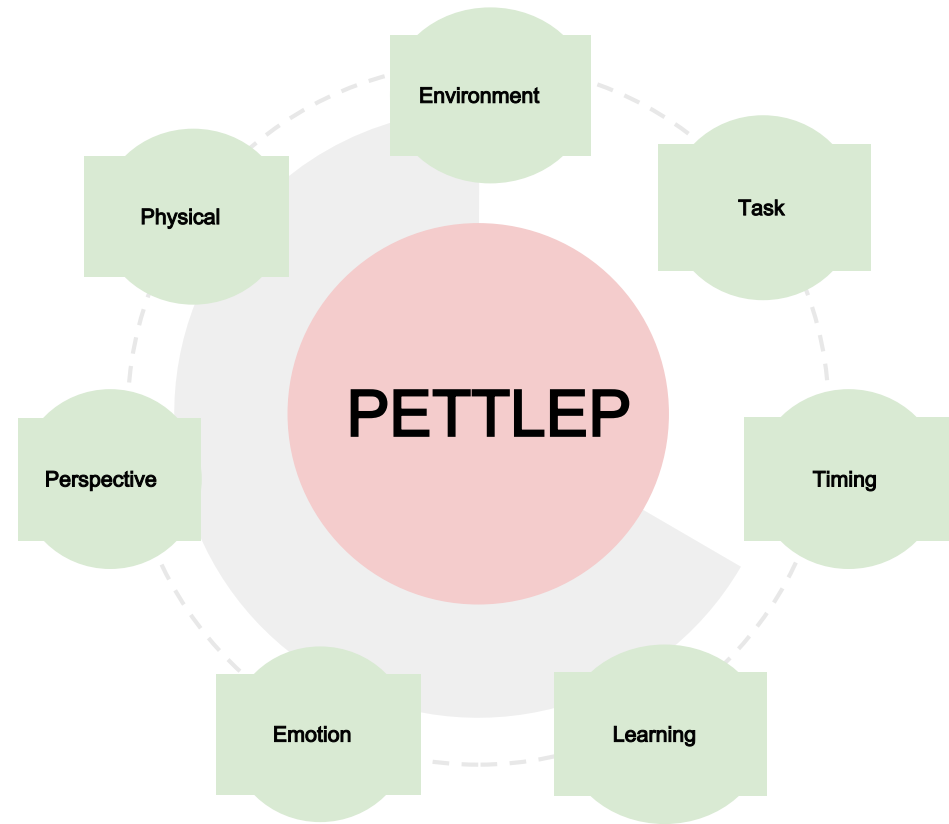 Environment
Physical
Task
PETTLEP
Perspective
Timing
Emotion
Learning